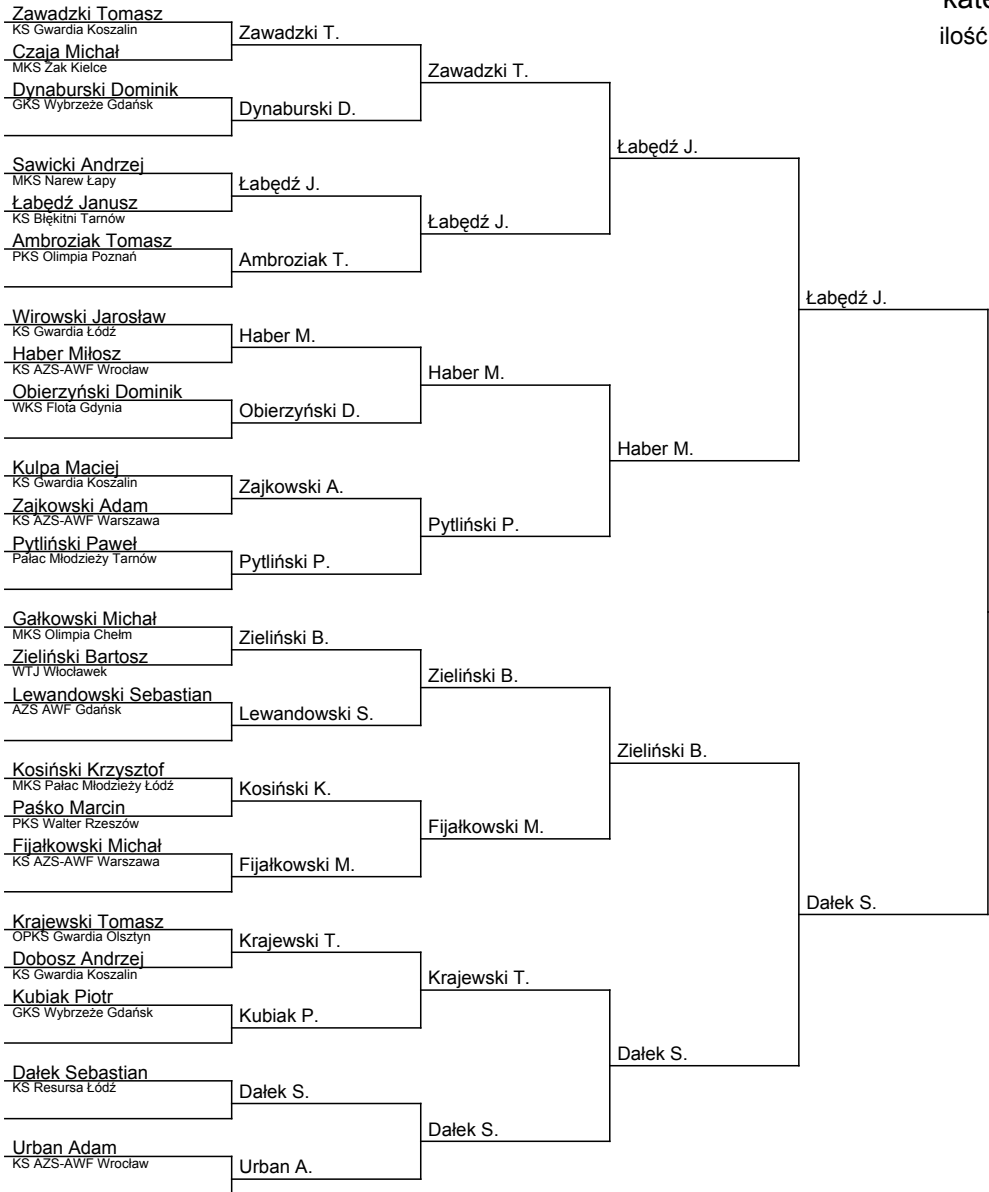 kate
ilość
Zawadzki Tomasz
KS Gwardia Koszalin
Czaja Michał
MKS Żak Kielce
Dynaburski Dominik
GKS Wybrzeże Gdańsk
Sawicki Andrzej
MKS Narew Łapy
Łabędź Janusz
KS Błękitni Tarnów
Ambroziak Tomasz
PKS Olimpia Poznań
Wirowski Jarosław
KS Gwardia Łódź
Haber Miłosz
KS AZS-AWF Wrocław
Obierzyński Dominik
WKS Flota Gdynia
Kulpa Maciej
KS Gwardia Koszalin
Zajkowski Adam
KS AZS-AWF Warszawa
Pytliński Paweł
Pałac Młodzieży Tarnów
Gałkowski Michał
MKS Olimpia Chełm
Zieliński Bartosz
WTJ Włocławek
Lewandowski Sebastian
AZS AWF Gdańsk
Kosiński Krzysztof
MKS Pałac Młodzieży Łódź
Paśko Marcin
PKS Walter Rzeszów
Fijałkowski Michał
KS AZS-AWF Warszawa
Krajewski Tomasz
OPKS Gwardia Olsztyn
Dobosz Andrzej
KS Gwardia Koszalin
Kubiak Piotr
GKS Wybrzeże Gdańsk
Dałek Sebastian
KS Resursa Łódź
Urban Adam
KS AZS-AWF Wrocław
Zawadzki T.
Dynaburski D.
Łabędź J.
Ambroziak T.
Haber M.
Obierzyński D.
Zajkowski A.
Pytliński P.
Zieliński B.
Lewandowski S.
Kosiński K.
Fijałkowski M.
Krajewski T.
Kubiak P.
Dałek S.
Urban A.
Zawadzki T.
Łabędź J.
Haber M.
Pytliński P.
Zieliński B.
Fijałkowski M.
Krajewski T.
Dałek S.
Łabędź J.
Haber M.
Zieliński B.
Dałek S.
Łabędź J.
Dałek S.